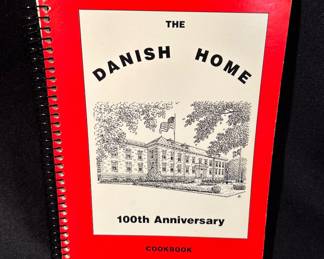 THE
DANISH HOME
100th Anniversary
COOKBOOK